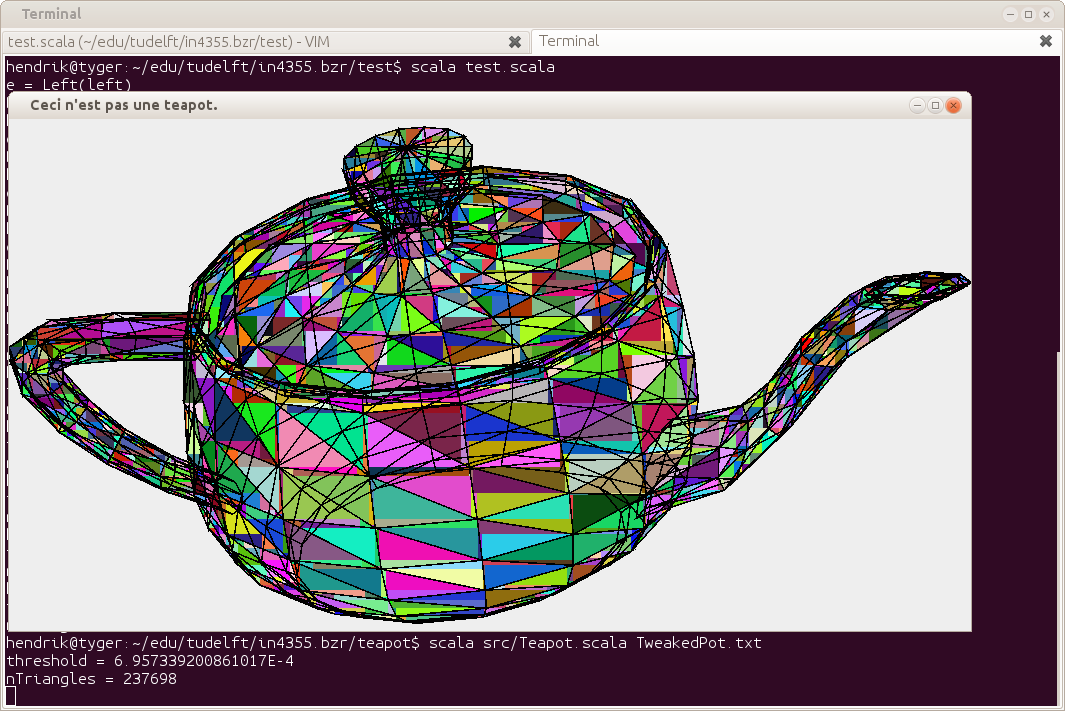 Terminal
test.scala (~/edu/tudelft/in4355.bzr/test) - VIM
Terminal
hendrik@tyger:~/edu/tudelft/in4355.bzr/test$ scala test.scala
e = Left(left)
Ceci n'est pas une teapot.
hendrik@tyger:~/edu/tudelft/in4355.bzr/teapot$ scala src/Teapot.scala TweakedPot.txt
threshold = 6.957339200861017E-4
nTriangles = 237698